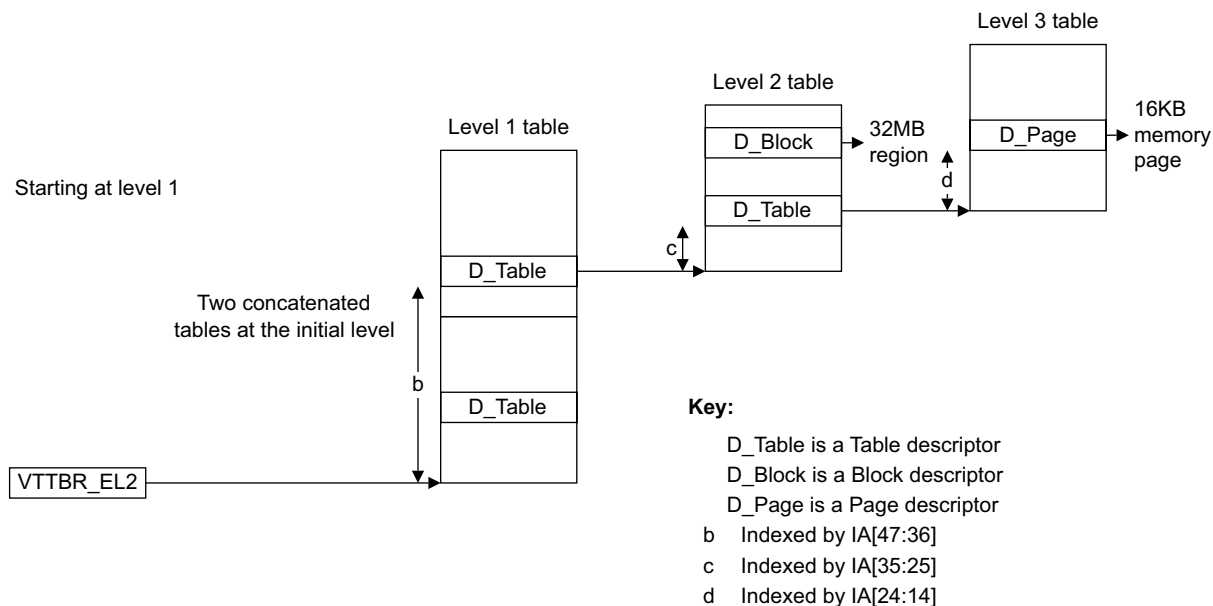 Level 3 table
Level 2 table
16KB
memory
page
D_Page
Level 1 table
D_Block
32MB
region
d
Starting at level 1
D_Table
c
D_Table
Two concatenated
tables at the initial level
b
D_Table
Key:
D_Table is a Table descriptor
D_Block is a Block descriptor
D_Page is a Page descriptor
VTTBR_EL2
b Indexed by IA[47:36]
c Indexed by IA[35:25]
d Indexed by IA[24:14]